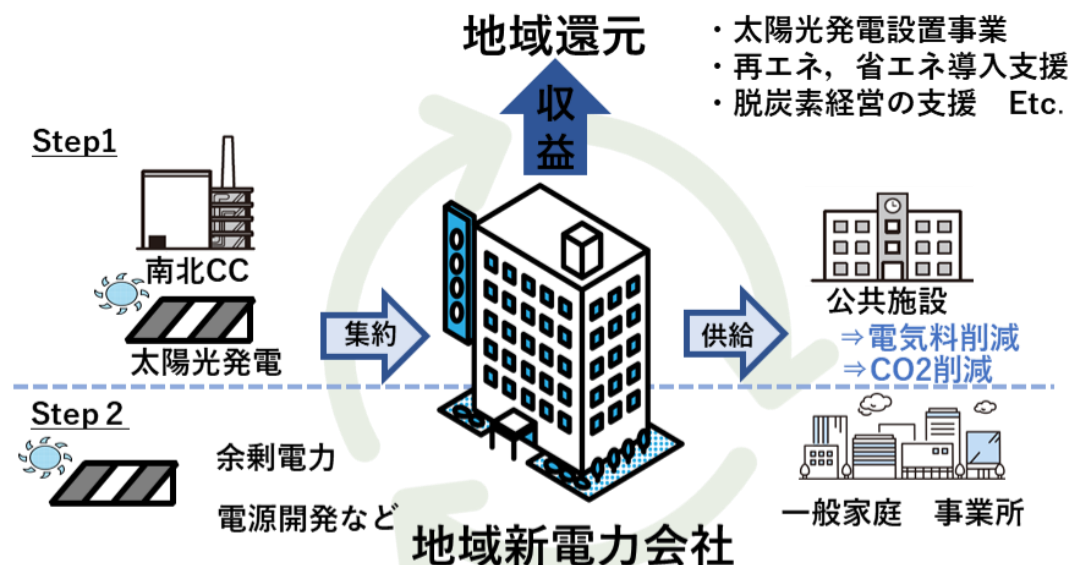 地域還元
・太陽光発電設置事業
・再エネ，省エネ導入支援
・脱炭素経営の支援　Etc.
収益
Step1
南北CC
太陽光発電
集約
供給
公共施設
⇒電気料削減
⇒CO2削減
Step 2
余剰電力
電源開発など
地域新電力会社
一般家庭　事業所